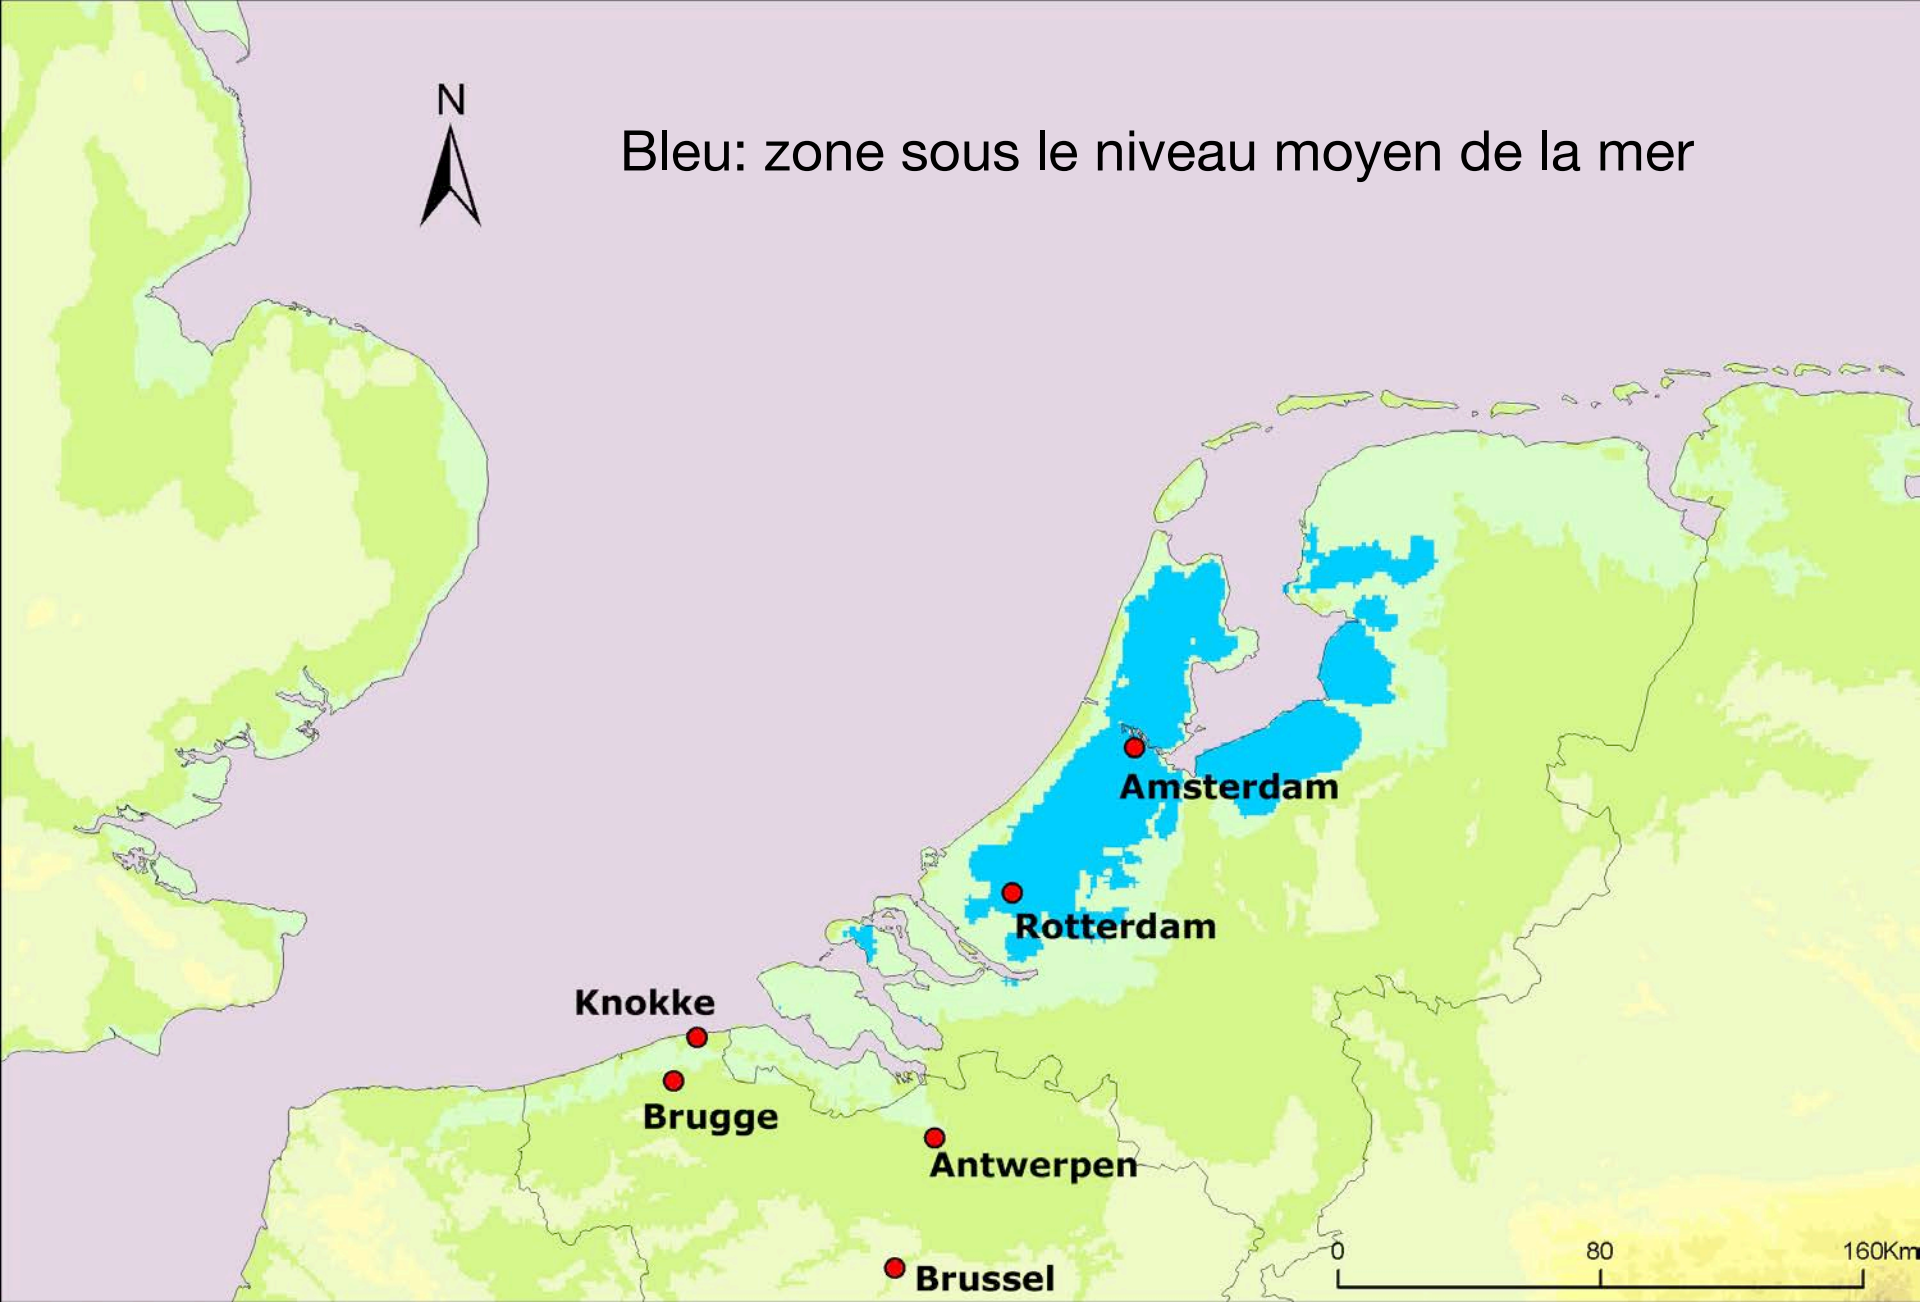 N
Bleu: zone sous le niveau moyen de la mer
Amsterdam
Rotterdam
Knokke
Brugge
Antwerpen
Brussel
0 80 160Km